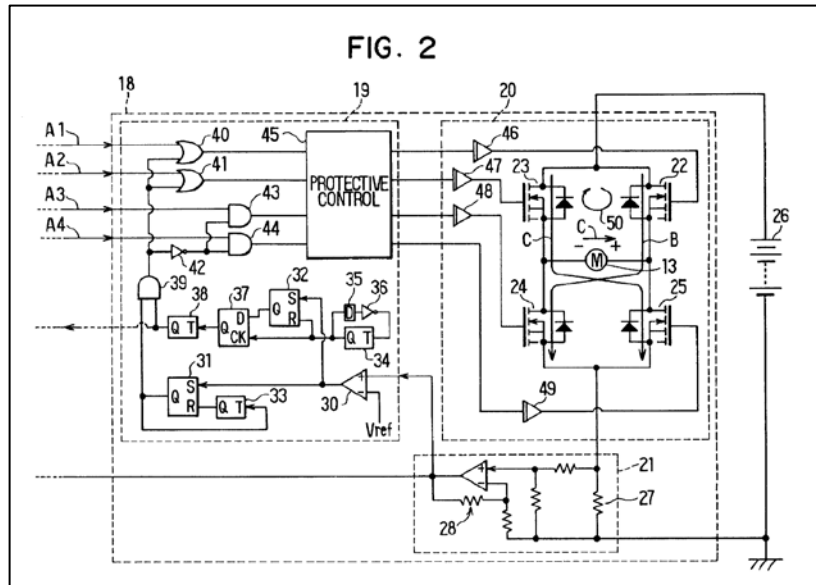 FIG. 2
18
19
20
A1
A2
A3
A4
40
41
43
44
42
45
PROTECTIVE
CONTROL
46
47
48
23
22
50
C
C
B
- +
M
13
24
25
26
39
38
Q T
37
D
Q
CK
32
S
Q
R
35
D
36
Q T
34
31
S
Q
R
33
Q T
30
+
-
Vref
49
21
+
-
27
28